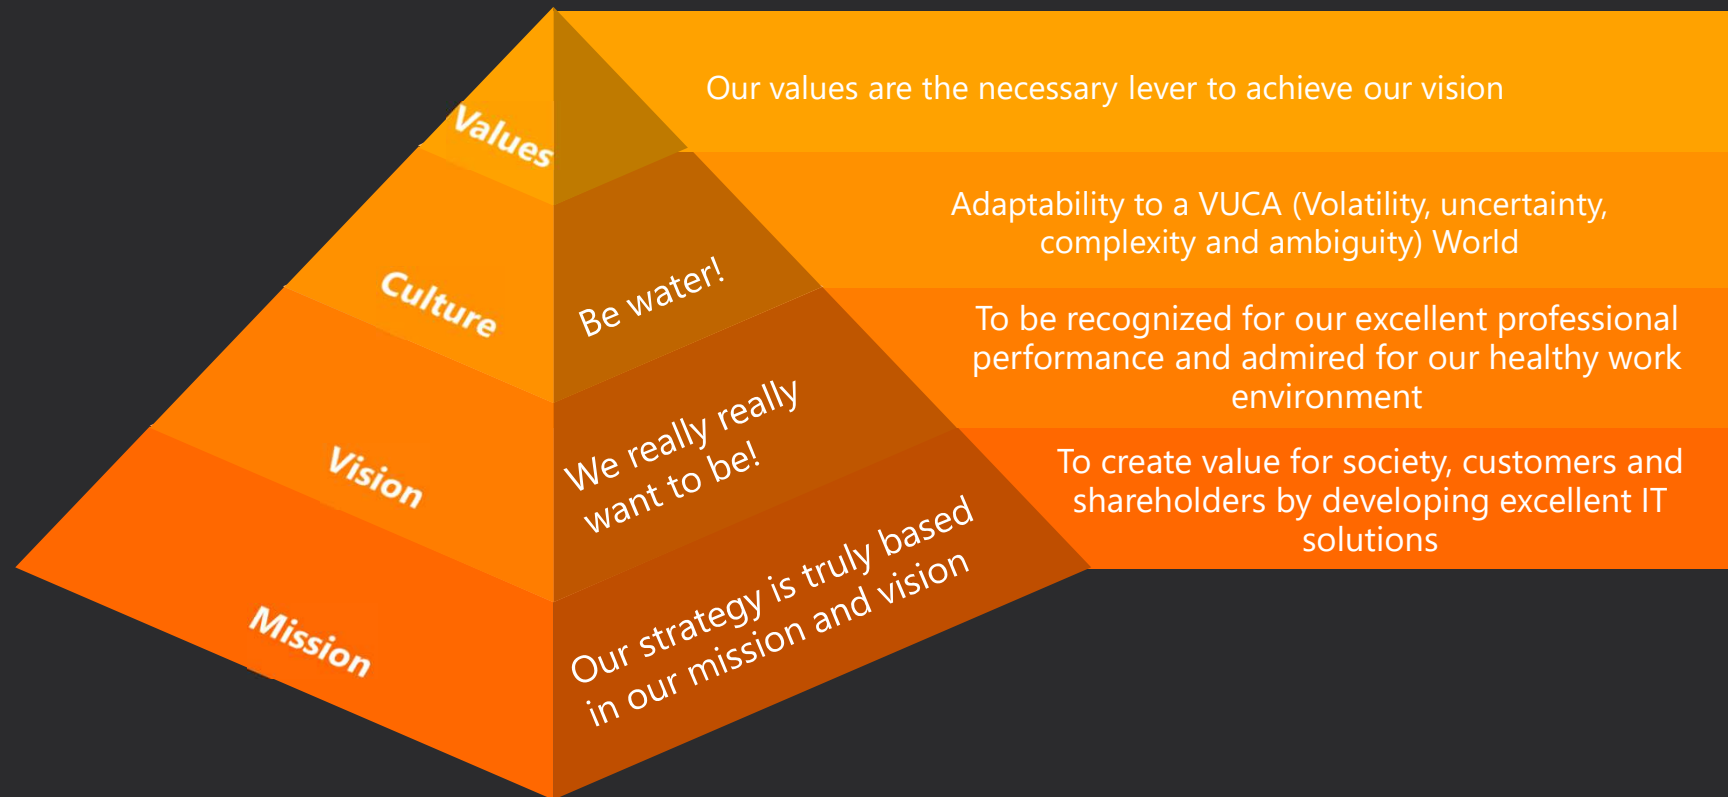 Values
Our values are the necessary lever to achieve our vision
Culture
Be water!
Adaptability to a VUCA (Volatility, uncertainty,
complexity and ambiguity) World
Vision
We really really
want to be!
To be recognized for our excellent professional
performance and admired for our healthy work
environment
Mission
Our strategy is truly based
in our mission and vision
To create value for society, customers and
shareholders by developing excellent IT
solutions